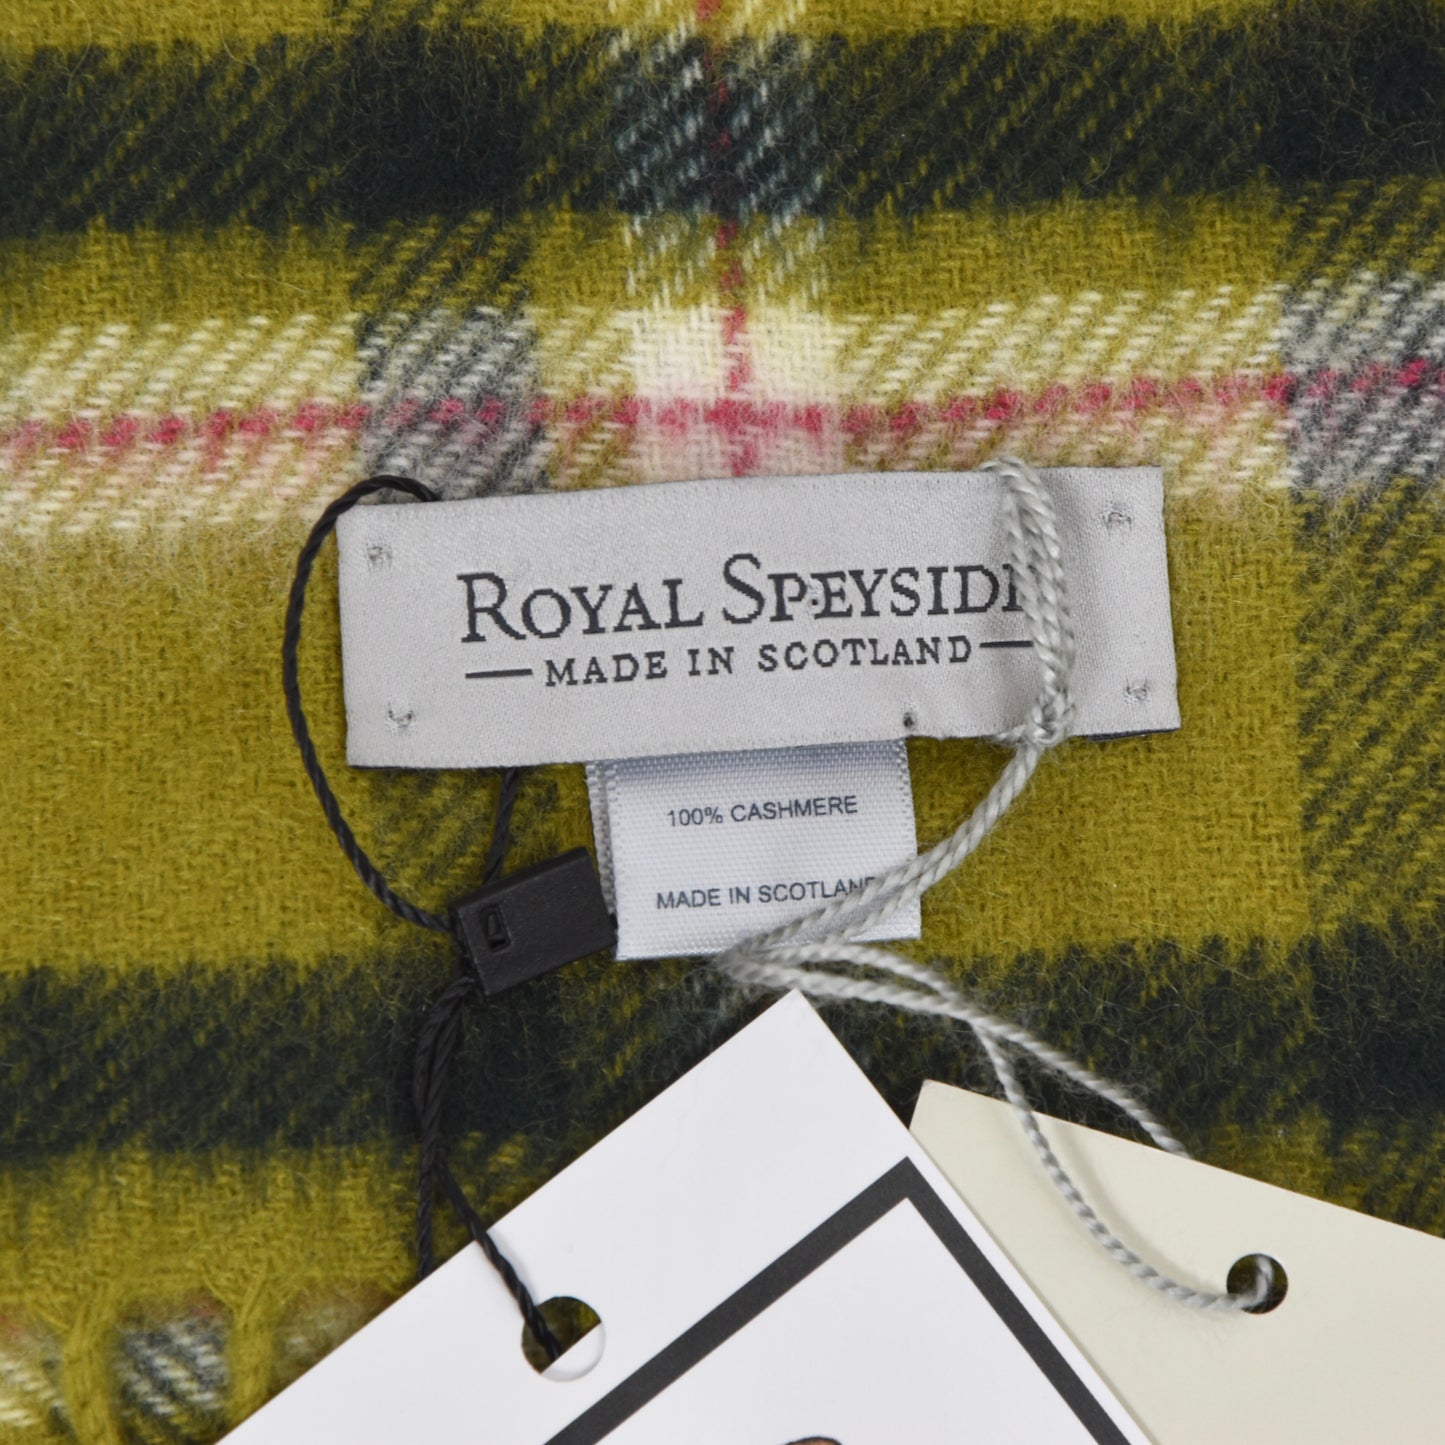 ROYAL SPEYSIDE
MADE IN SCOTLAND
100% CASHMERE
MADE IN SCOTLAND